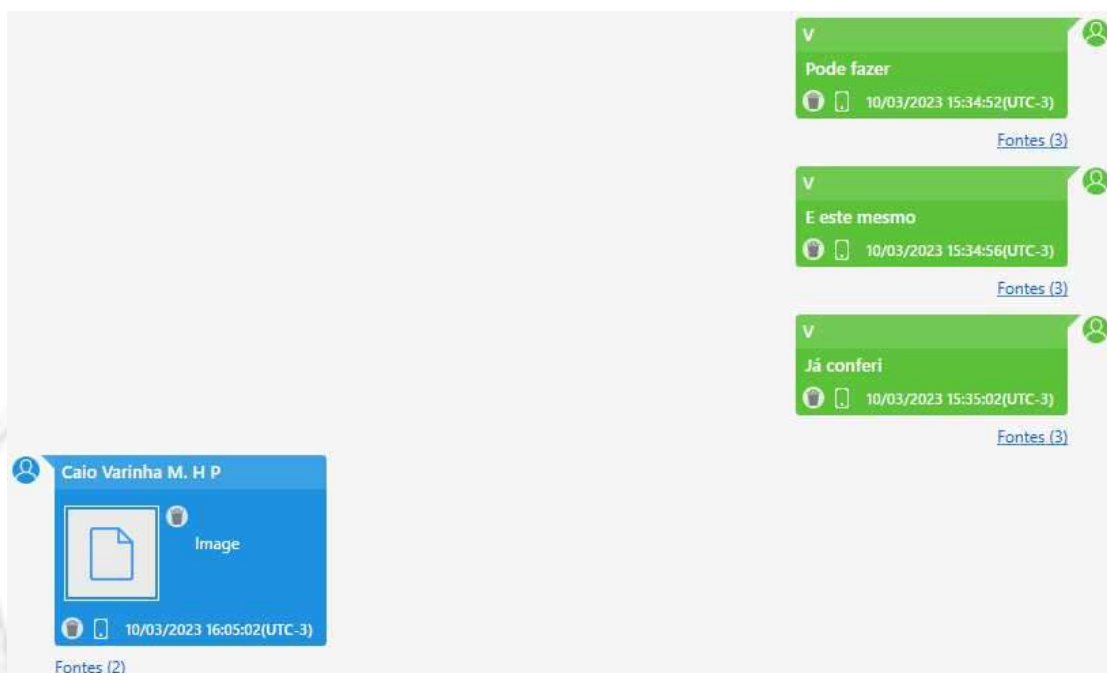 V
Pode fazer
10/03/2023 15:34:52(UTC-3)
Fontes (3)
V
E este mesmo
10/03/2023 15:34:56(UTC-3)
Fontes (3)
V
Já conferi
10/03/2023 15:35:02(UTC-3)
Fontes (3)
Caio Varinha M. H P
Image
10/03/2023 16:05:02(UTC-3)
Fontes (2)